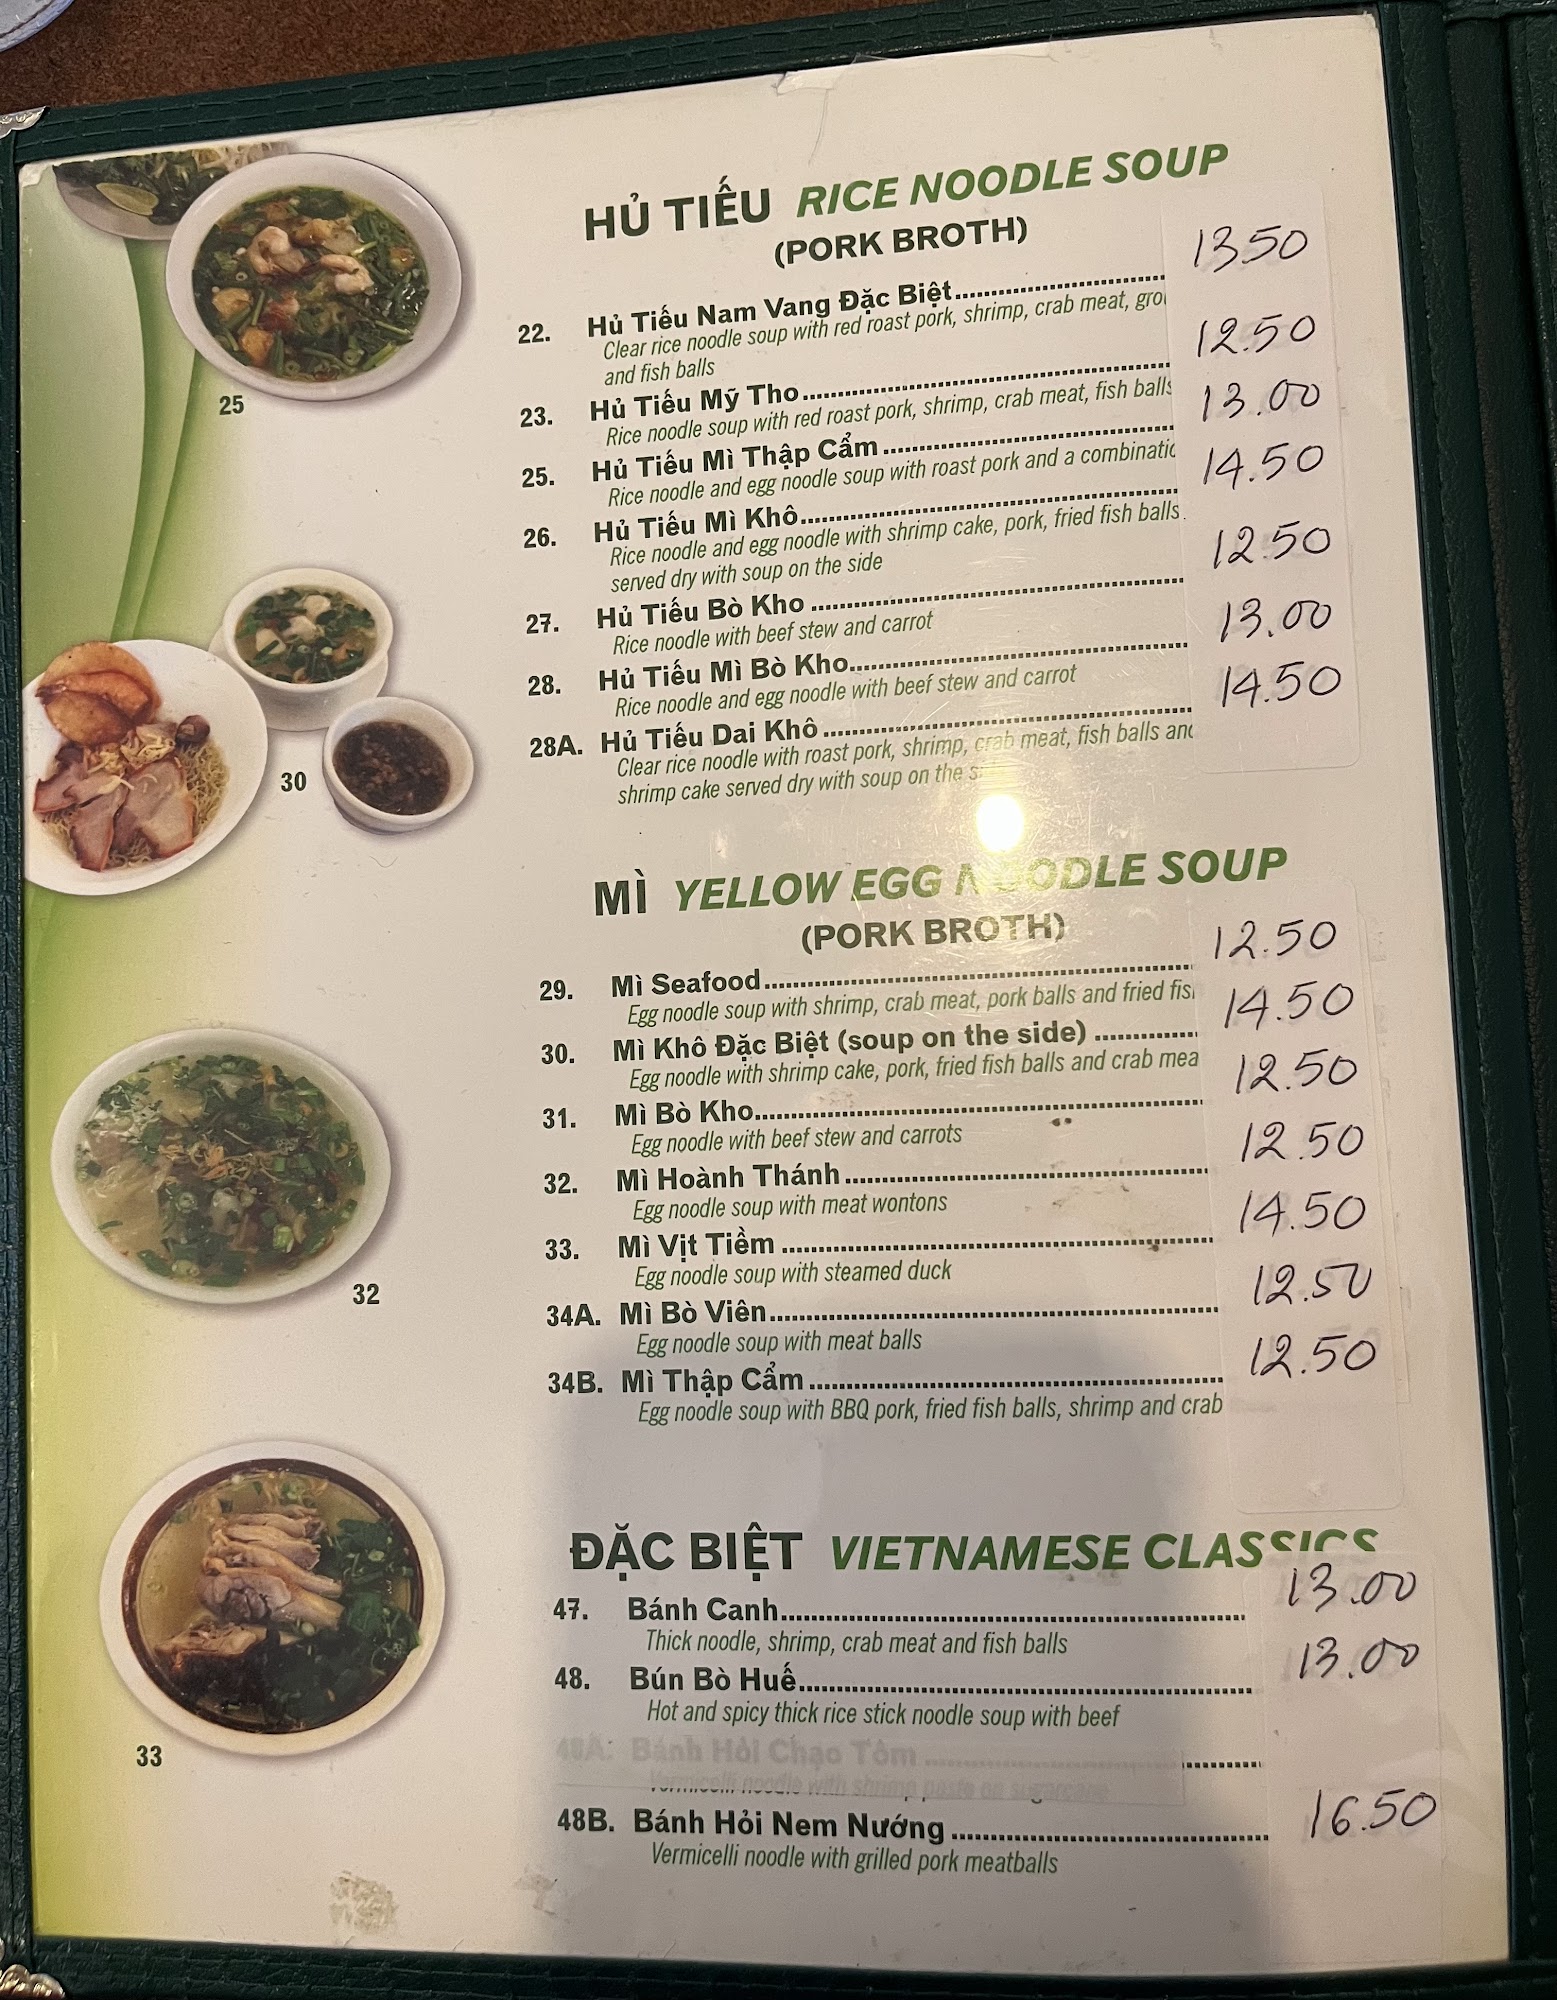 HỦ TIẾU RICE NOODLE SOUP
(PORK BROTH)
22. Hủ Tiếu Nam Vang Đặc Biệt 13.50
Clear rice noodle soup with red roast pork, shrimp, crab meat,
and fish balls
23. Hủ Tiếu Mỹ Tho 12.50
Rice noodle soup with red roast pork, shrimp, crab meat, fish balls
25. Hủ Tiếu Mì Thập Cẩm 13.00
Rice noodle and egg noodle soup with roast pork and a
26. Hủ Tiếu Mì Khô 14.50
Rice noodle and egg noodle with shrimp cake, pork, fried fish balls
served dry with soup on the side
27. Hủ Tiếu Bò Kho 12.50
Rice noodle with beef stew and carrot
28. Hủ Tiếu Mì Bò Kho 13.00
Rice noodle and egg noodle with beef stew and carrot
28A. Hủ Tiếu Dai Khô 14.50
Clear rice noodle with roast pork, shrimp, crab meat, fish balls and
shrimp cake served dry with soup on the
MÌ YELLOW EGG NOODLE SOUP
(PORK BROTH)
29. Mì Seafood 12.50
Egg noodle soup with shrimp, crab meat, pork balls and fried
30. Mì Khô Đặc Biệt (soup on the side) 14.50
Egg noodle with shrimp cake, pork, fried fish balls and crab
31. Mì Bò Kho 12.50
Egg noodle with beef stew and carrots
32. Mì Hoành Thánh 12.50
Egg noodle soup with meat wontons
33. Mì Vịt Tiềm 14.50
Egg noodle soup with steamed duck
34A. Mì Bò Viên 12.50
Egg noodle soup with meat balls
34B. Mì Thập Cẩm 12.50
Egg noodle soup with BBQ pork, fried fish balls, shrimp and crab
ĐẶC BIỆT VIETNAMESE CLASSICS
47. Bánh Canh 13.00
Thick noodle, shrimp, crab meat and fish balls
48. Bún Bò Huế 13.00
Hot and spicy thick rice stick noodle soup with beef
48A. Bánh Hỏi Chạo Tôm
Vermicelli noodle with shrimp paste on sugarcane
48B. Bánh Hỏi Nem Nướng 16.50
Vermicelli noodle with grilled pork meatballs
25
30
32
33